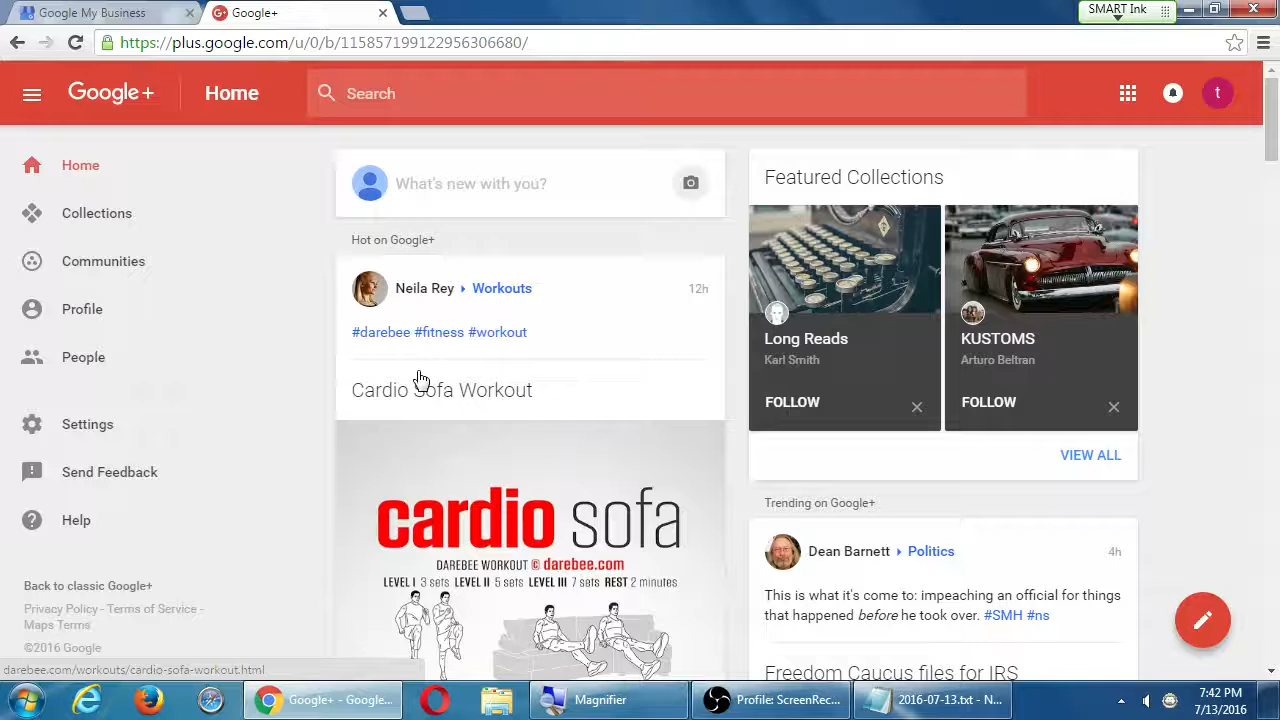 Google My Business
Google+
SMART Ink
https://plus.google.com/u/0/b/115857199122956306680/
Google+
Home
Search
t
Home
Collections
Communities
Profile
People
Settings
Send Feedback
Help
Back to classic Google+
Privacy Policy - Terms of Service -
Maps Terms
©2016 Google
What's new with you?
Hot on Google+
Neila Rey ▸ Workouts
12h
#darebee #fitness #workout
Cardio Sofa Workout
cardio sofa
DAREBEE WORKOUT © darebee.com
LEVEL I 3 sets LEVEL II 5 sets LEVEL III 7 sets REST 2 minutes
Featured Collections
Long Reads
Karl Smith
FOLLOW
KUSTOMS
Arturo Beltran
FOLLOW
VIEW ALL
Trending on Google+
Dean Barnett ▸ Politics
4h
This is what it's come to: impeaching an official for things
that happened before he took over. #SMH #ns
Freedom Caucus files for IRS
darebee.com/workouts/cardio-sofa-workout.html
Google+ - Google...
Magnifier
Profile: ScreenRec...
2016-07-13.txt - N...
7:42 PM
7/13/2016